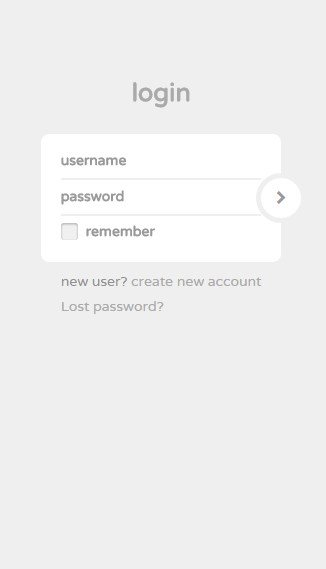 login
username
password
remember
new user? create new account
Lost password?